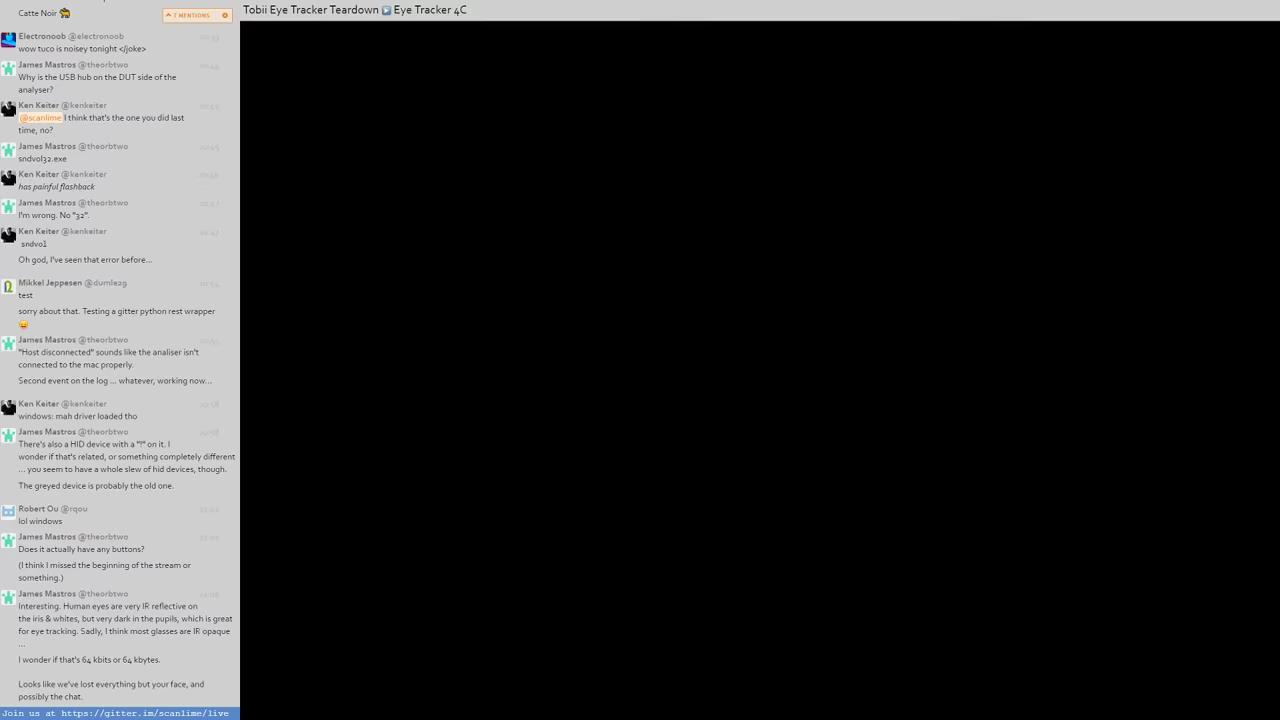 Tobii Eye Tracker Teardown ▶ Eye Tracker 4C
Catte Noir
7 MENTIONS
Electronoob @electronoob
wow tuco is noisey tonight </joke>
James Mastros @theorbtwo
Why is the USB hub on the DUT side of the
analyser?
Ken Keiter @kenkeiter
@scanlime I think that's the one you did last
time, no?
James Mastros @theorbtwo
sndvol32.exe
Ken Keiter @kenkeiter
has painful flashback
James Mastros @theorbtwo
I'm wrong. No "32".
Ken Keiter @kenkeiter
sndvol
Oh god, I've seen that error before...
Mikkel Jeppesen @dumle29
test
sorry about that. Testing a gitter python rest wrapper
😛
James Mastros @theorbtwo
"Host disconnected" sounds like the analiser isn't
connected to the mac properly.
Second event on the log ... whatever, working now...
Ken Keiter @kenkeiter
windows: mah driver loaded tho
James Mastros @theorbtwo
There's also a HID device with a "!" on it. I
wonder if that's related, or something completely different
... you seem to have a whole slew of hid devices, though.
The greyed device is probably the old one.
Robert Ou @rqou
lol windows
James Mastros @theorbtwo
Does it actually have any buttons?
(I think I missed the beginning of the stream or
something.)
James Mastros @theorbtwo
Interesting. Human eyes are very IR reflective on
the iris & whites, but very dark in the pupils, which is great
for eye tracking. Sadly, I think most glasses are IR opaque
...
I wonder if that's 64 kbits or 64 kbytes.
Looks like we've lost everything but your face, and
possibly the chat.
Join us at https://gitter.im/scanlime/live